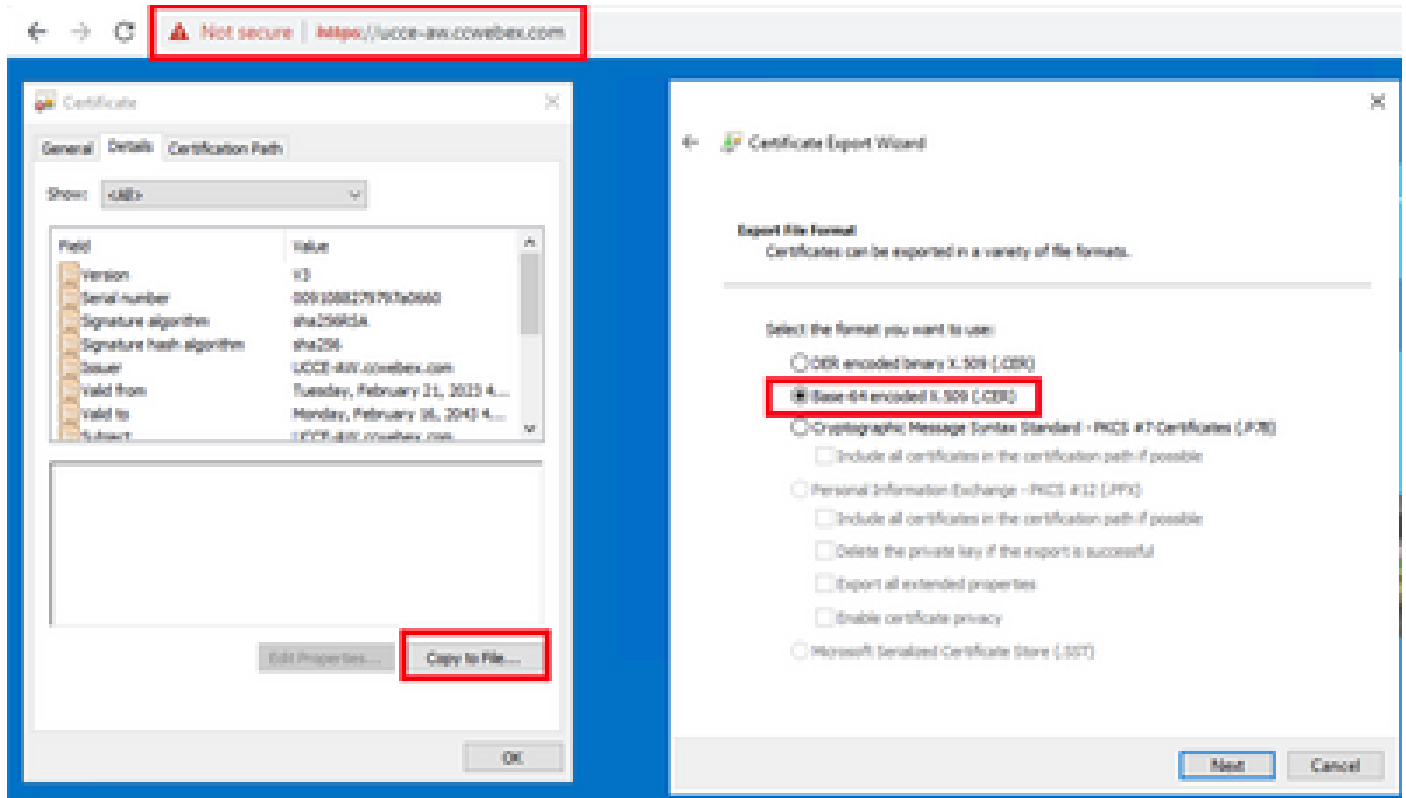 Not secure | https://ucce-aw.ccwebex.com
Certificate
General Details Certification Path
Show: <All>
Field Value
Version V3
Serial number
Signature algorithm sha256RSA
Signature hash algorithm sha256
Issuer UCCE-AW.ccwebex.com
Valid from Tuesday, February 21, 2023 4....
Valid to Monday, February 16, 2043 4....
Subject UCCE-AW.ccwebex.com
Edit Properties... Copy to File...
OK
Certificate Export Wizard
Export File Format
Certificates can be exported in a variety of file formats.
Select the format you want to use:
DER encoded binary X.509 (.CER)
Base-64 encoded X.509 (.CER)
Cryptographic Message Syntax Standard - PKCS #7 Certificates (.P7B)
Include all certificates in the certification path if possible
Personal Information Exchange - PKCS #12 (.PFX)
Include all certificates in the certification path if possible
Delete the private key if the export is successful
Export all extended properties
Enable certificate privacy
Microsoft Serialized Certificate Store (.SST)
Next Cancel